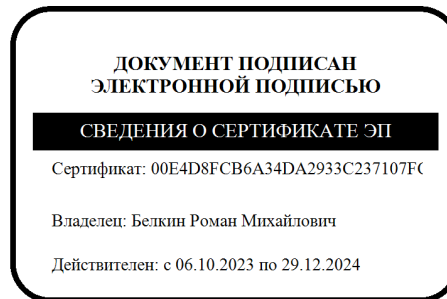 ДОКУМЕНТ ПОДПИСАН
ЭЛЕКТРОННОЙ ПОДПИСЬЮ
СВЕДЕНИЯ О СЕРТИФИКАТЕ ЭП
Сертификат: 00E4D8FCB6A34DA2933C237107F
Владелец: Белкин Роман Михайлович
Действителен: с 06.10.2023 по 29.12.2024